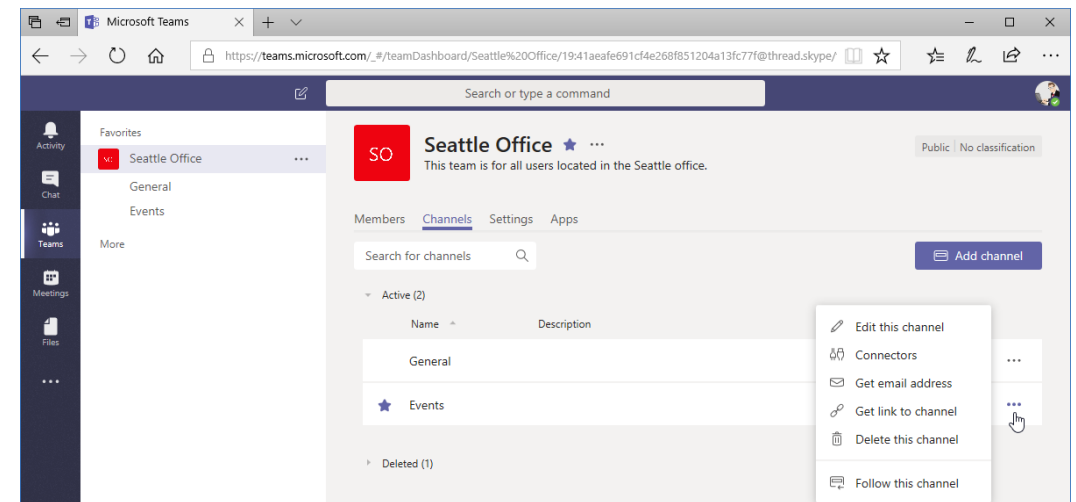 Microsoft Teams
https://teams.microsoft.com/_#/teamDashboard/Seattle%20Office/19:41aeafe691cf4e268f851204a13fc77f@thread.skype/
Search or type a command
Activity
Chat
Teams
Meetings
Files
Favorites
SO Seattle Office
General
Events
More
SO
Seattle Office
This team is for all users located in the Seattle office.
Public No classification
Members Channels Settings Apps
Search for channels
Add channel
Active (2)
Name Description
General
Events
Deleted (1)
Edit this channel
Connectors
Get email address
Get link to channel
Delete this channel
Follow this channel